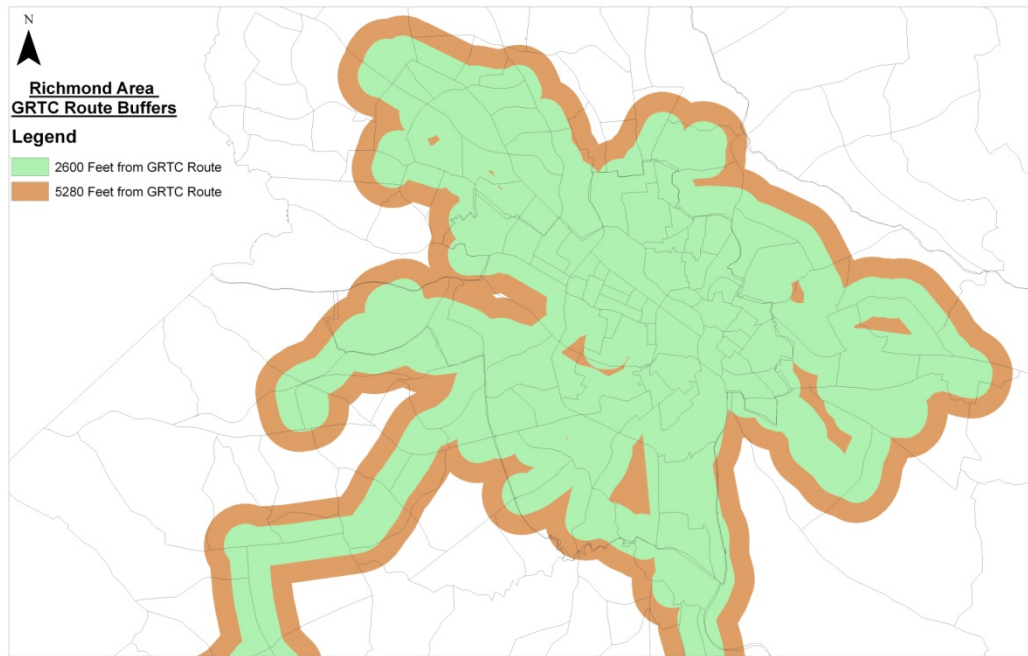 N
Richmond Area
GRTC Route Buffers
Legend
2600 Feet from GRTC Route
5280 Feet from GRTC Route